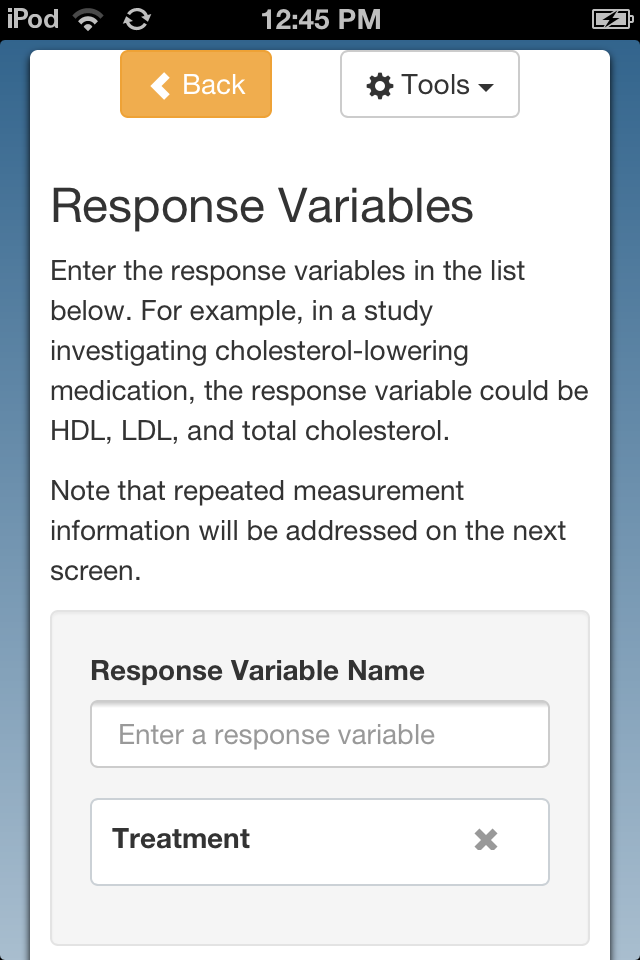 iPod 12:45 PM
Back Tools
Response Variables
Enter the response variables in the list
below. For example, in a study
investigating cholesterol-lowering
medication, the response variable could be
HDL, LDL, and total cholesterol.
Note that repeated measurement
information will be addressed on the next
screen.
Response Variable Name
Enter a response variable
Treatment